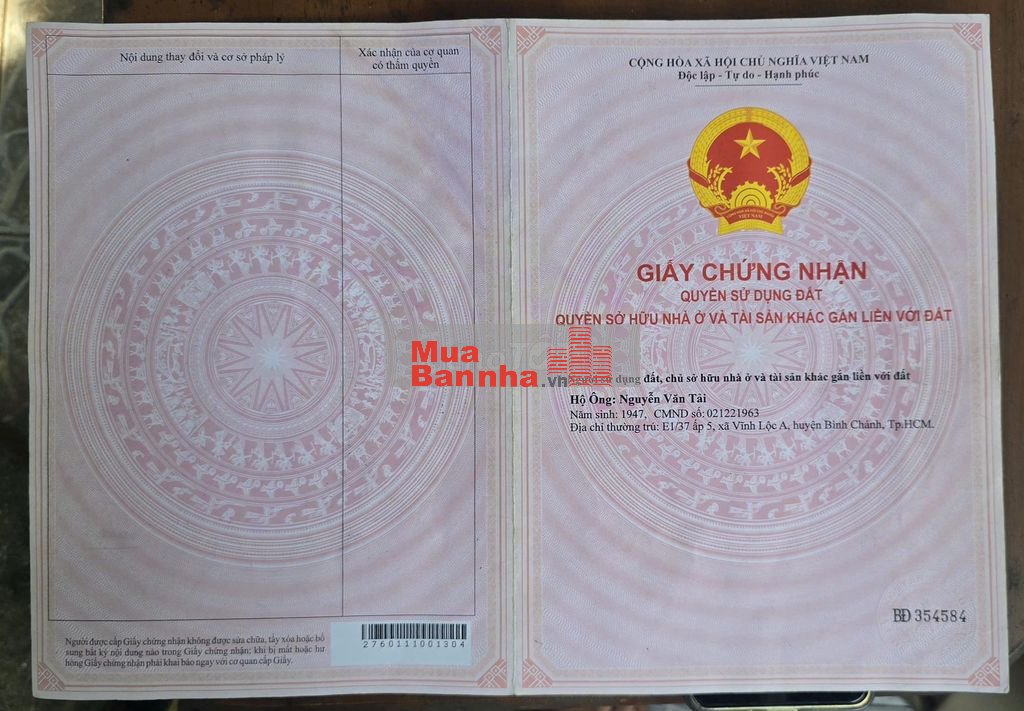 Nội dung thay đổi và cơ sở pháp lý
Xác nhận của cơ quan
có thẩm quyền
Người được cấp Giấy chứng nhận không được sửa chữa, tẩy xóa hoặc bổ
sung bất kỳ nội dung nào trong Giấy chứng nhận; khi bị mất hoặc hư
hỏng Giấy chứng nhận phải khai báo ngay với cơ quan cấp Giấy.
2760111001304
CỘNG HÒA XÃ HỘI CHỦ NGHĨA VIỆT NAM
Độc lập - Tự do - Hạnh phúc
VIỆT NAM
GIẤY CHỨNG NHẬN
QUYỀN SỬ DỤNG ĐẤT
QUYỀN SỞ HỮU NHÀ Ở VÀ TÀI SẢN KHÁC GẮN LIỀN VỚI ĐẤT
Mua
Bannha.vn
người sử dụng đất, chủ sở hữu nhà ở và tài sản khác gắn liền với đất
Hộ Ông: Nguyễn Văn Tài
Năm sinh: 1947, CMND số: 021221963
Địa chỉ thường trú: E1/37 ấp 5, xã Vĩnh Lộc A, huyện Bình Chánh, Tp.HCM.
BĐ 354584